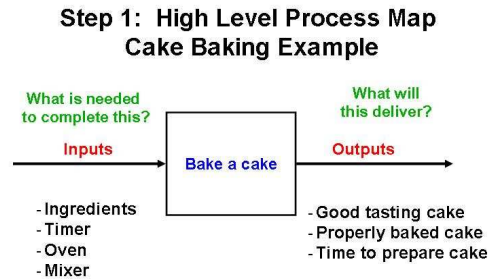 Step 1:  High Level Process Map
Cake Baking Example
What is needed
to complete this?
Inputs
Bake a cake
What will
this deliver?
Outputs
- Ingredients
- Timer
- Oven
- Mixer
- Good tasting cake
- Properly baked cake
- Time to prepare cake